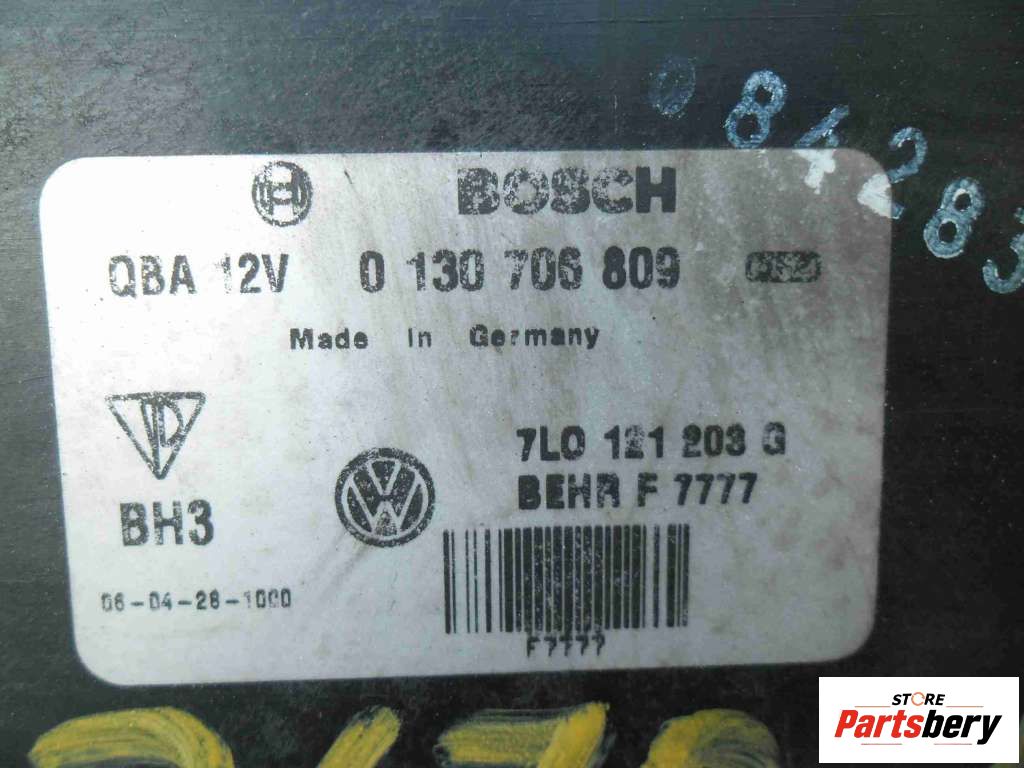 084283
BOSCH
QBA 12V 0 130 706 809
Made In Germany
7L0 121 203 G
BEHR F 7777
BH3
06-04-28-1000
F7777
STORE
Partsbery